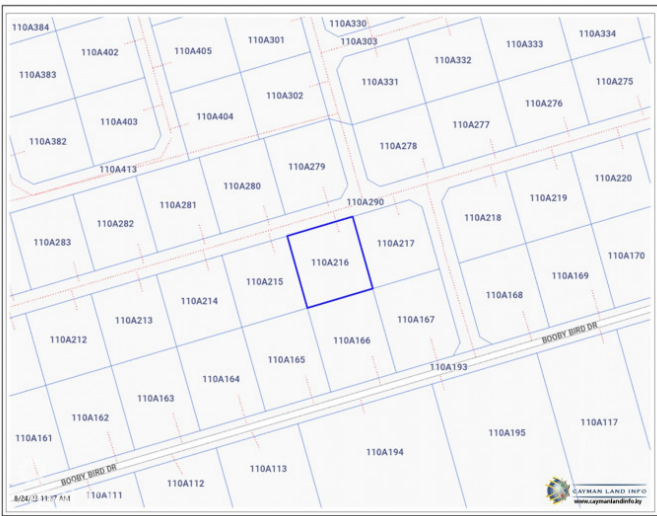 110A384
110A330
110A334
110A402
110A405
110A301
110A303
110A333
110A332
110A383
110A331
110A275
110A302
110A276
110A404
110A403
110A277
110A382
110A278
110A413
110A279
110A220
110A280
110A219
110A281
110A290
110A218
110A282
110A283
110A217
110A216
110A170
110A215
110A169
110A214
110A168
110A213
110A167
110A212
BOOBY BIRD DR
110A166
110A165
110A193
110A164
110A163
110A162
110A117
110A195
110A161
110A194
110A113
BOOBY BIRD DR
110A112
110A111
CAYMAN LAND INFO
www.caymanlandinfo.ky